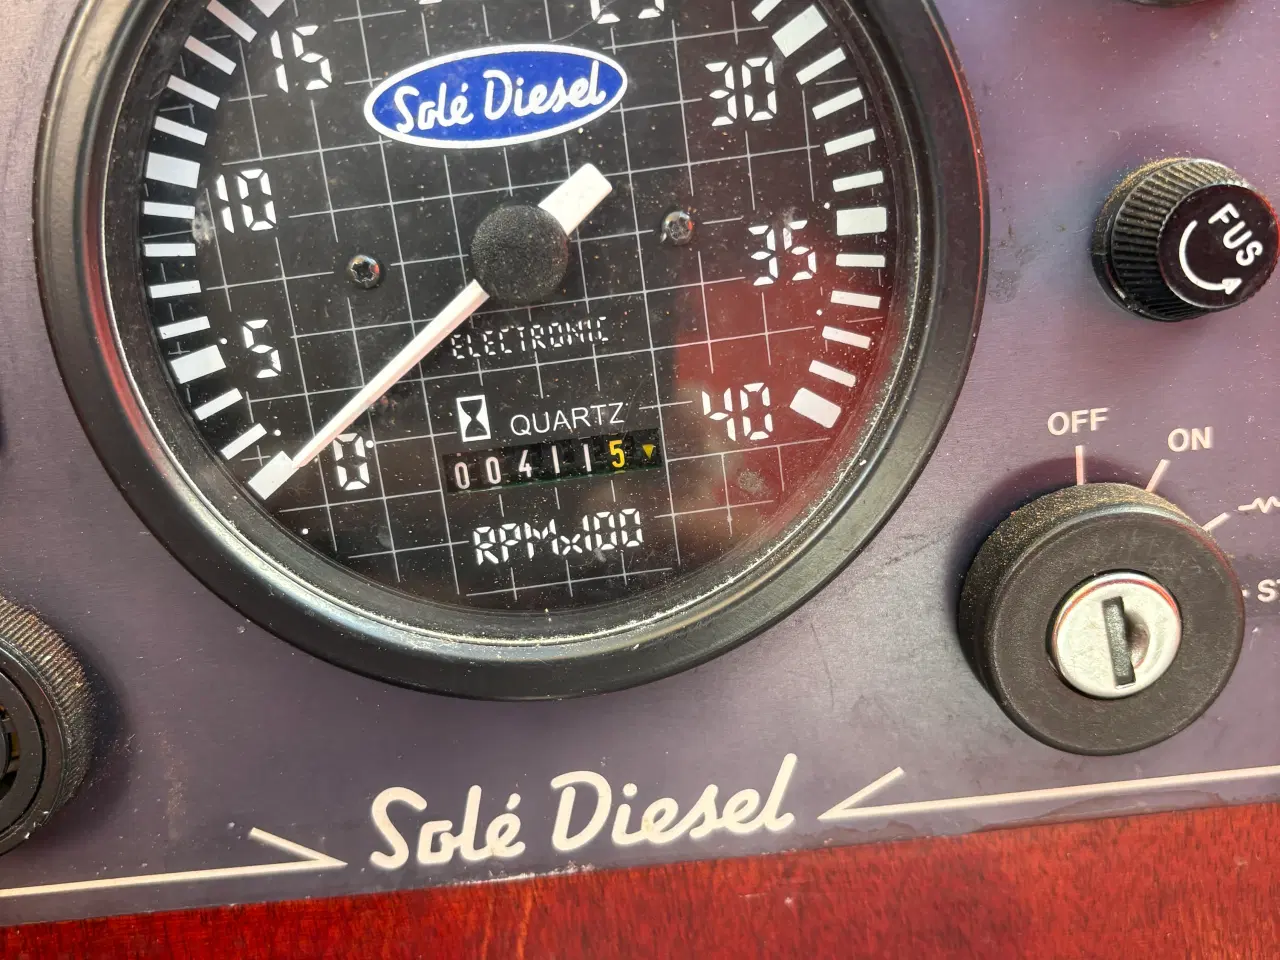 15
Solé Diesel
30
10
35
FUS
5
ELECTRONIC
QUARTZ
40
0
004115
RPMx100
OFF
ON
Solé Diesel